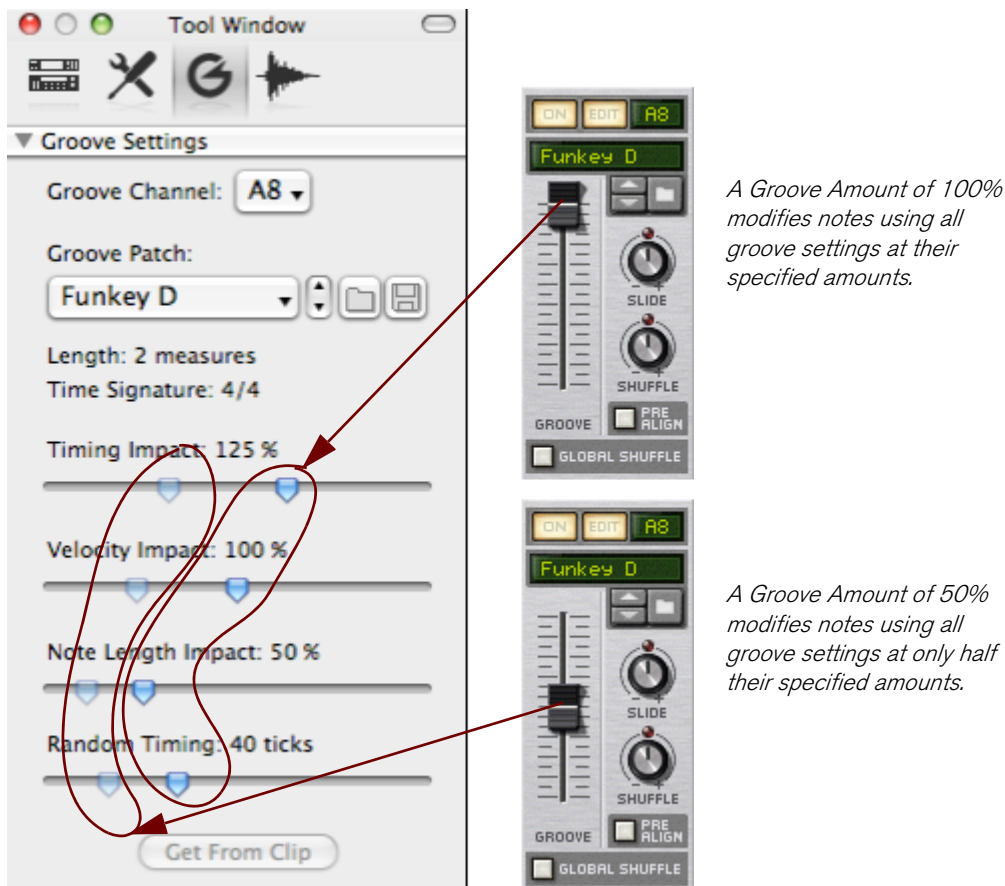 Tool Window
Groove Settings
Groove Channel: A8
Groove Patch:
Funkey D
Length: 2 measures
Time Signature: 4/4
Timing Impact: 125 %
Velocity Impact: 100 %
Note Length Impact: 50 %
Random Timing: 40 ticks
Get From Clip
ON EDIT A8
Funkey D
SLIDE
SHUFFLE
GROOVE
PRE
ALIGN
GLOBAL SHUFFLE
A Groove Amount of 100%
modifies notes using all
groove settings at their
specified amounts.
ON EDIT A8
Funkey D
SLIDE
SHUFFLE
GROOVE
PRE
ALIGN
GLOBAL SHUFFLE
A Groove Amount of 50%
modifies notes using all
groove settings at only half
their specified amounts.